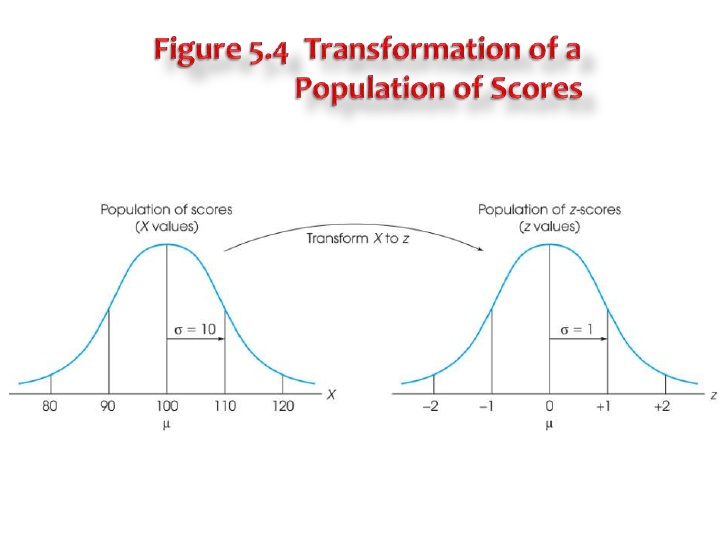 Figure 5.4 Transformation of a
Population of Scores
Population of scores
(X values)
Transform X to z
Population of z-scores
(z values)
σ = 10
σ = 1
X
z
80 90 100 110 120
μ
–2 –1 0 +1 +2
μ